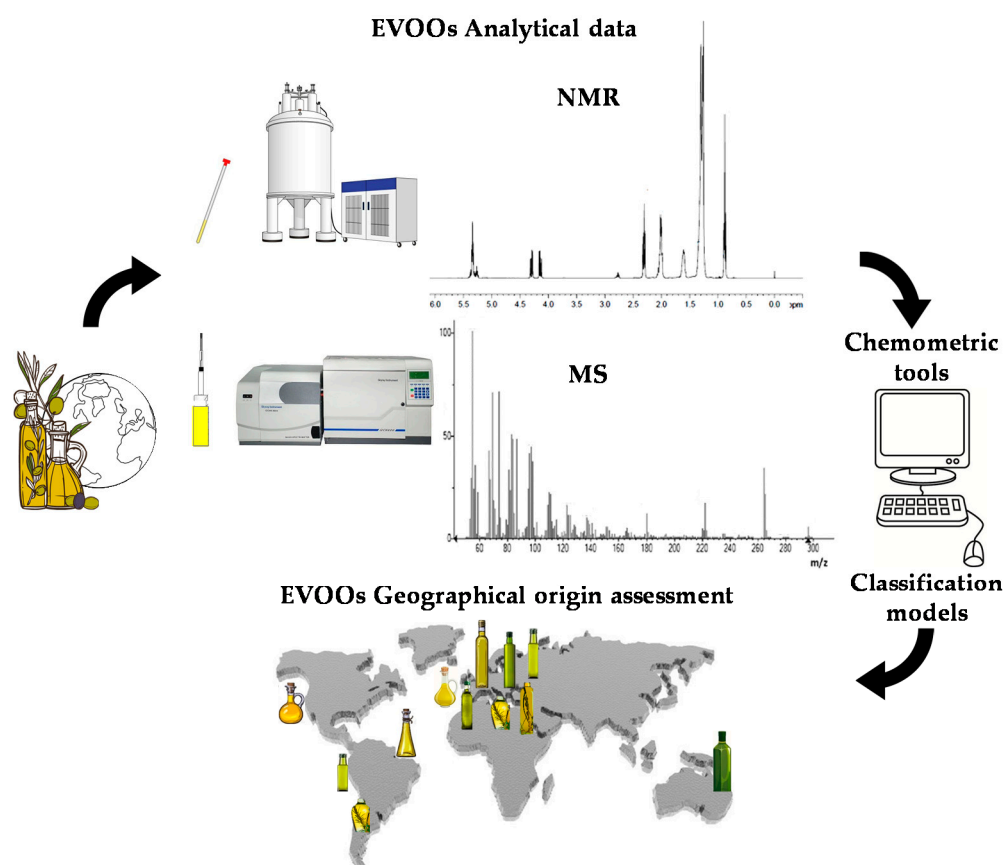 EVOOs Analytical data
NMR
6.0 5.5 5.0 4.5 4.0 3.5 3.0 2.5 2.0 1.5 1.0 0.5 0.0 ppm
100
MS
50
60 80 100 120 140 160 180 200 220 240 260 280 300
m/z
Chemometric
tools
Classification
models
EVOOs Geographical origin assessment